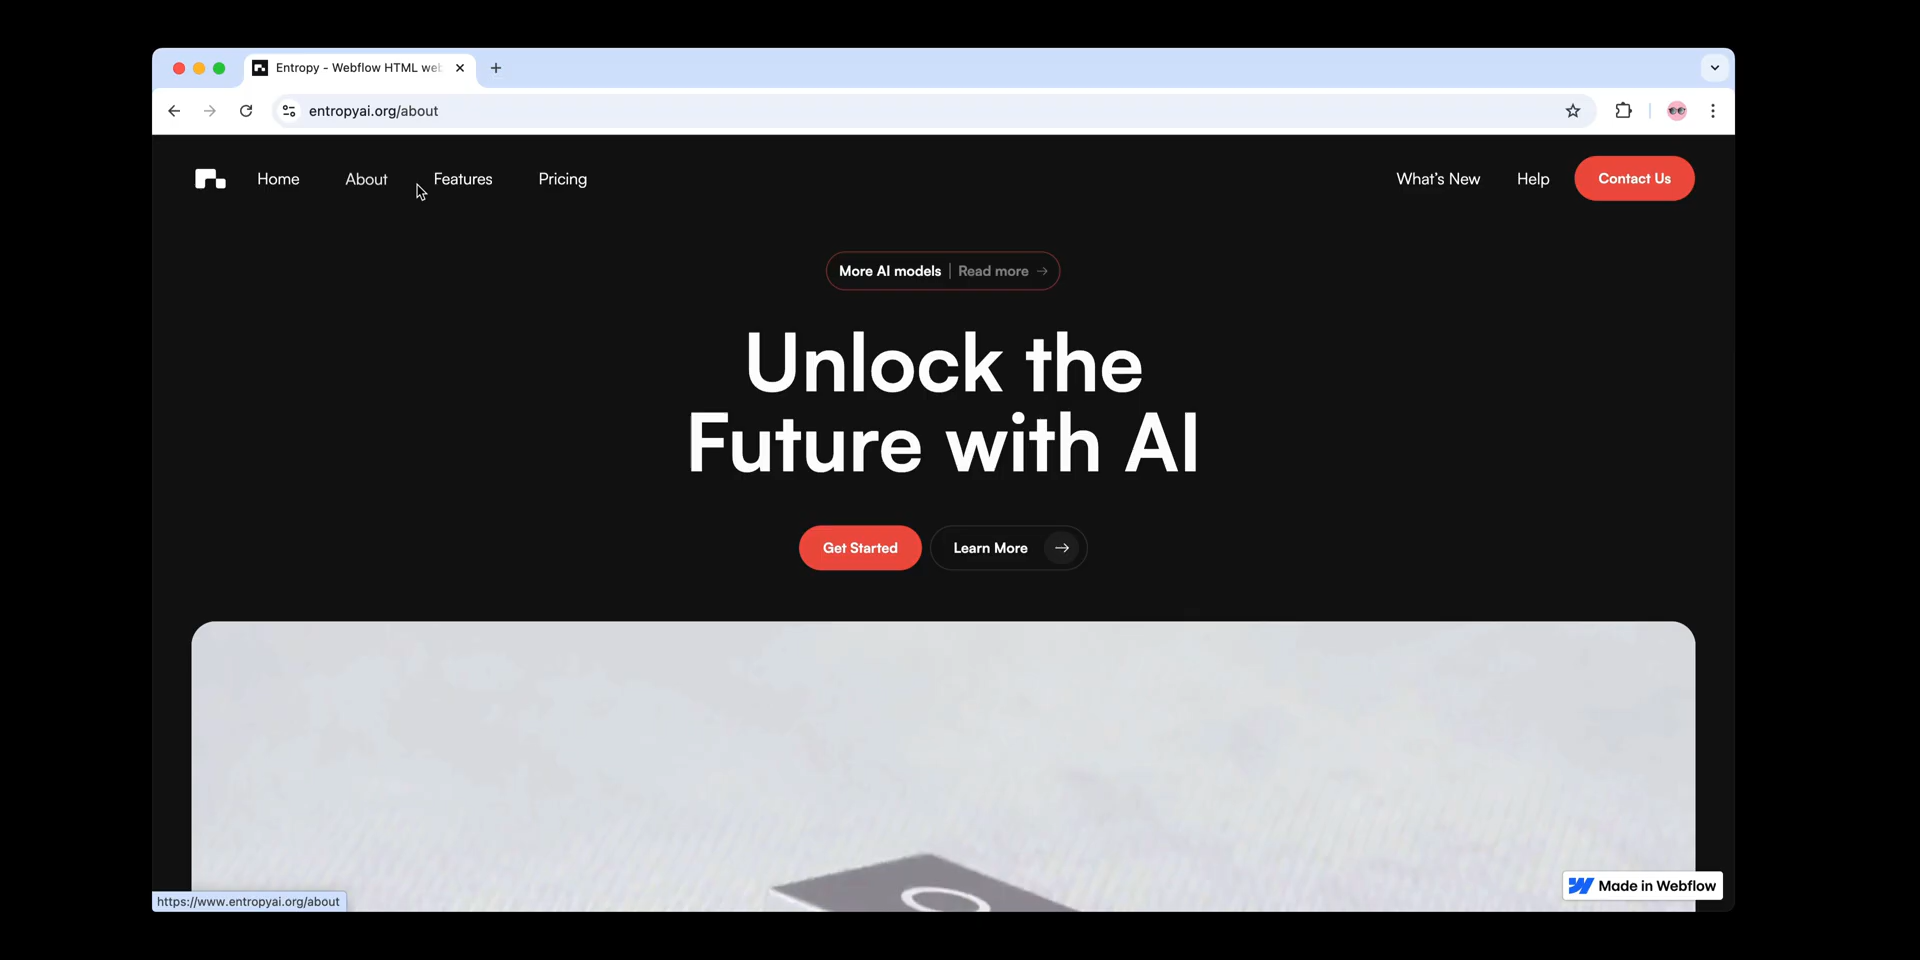 Entropy - Webflow HTML we
entropyai.org/about
Home
About
Features
Pricing
What's New
Help
Contact Us
More AI models | Read more →
Unlock the
Future with AI
Get Started
Learn More →
Made in Webflow
https://www.entropyai.org/about